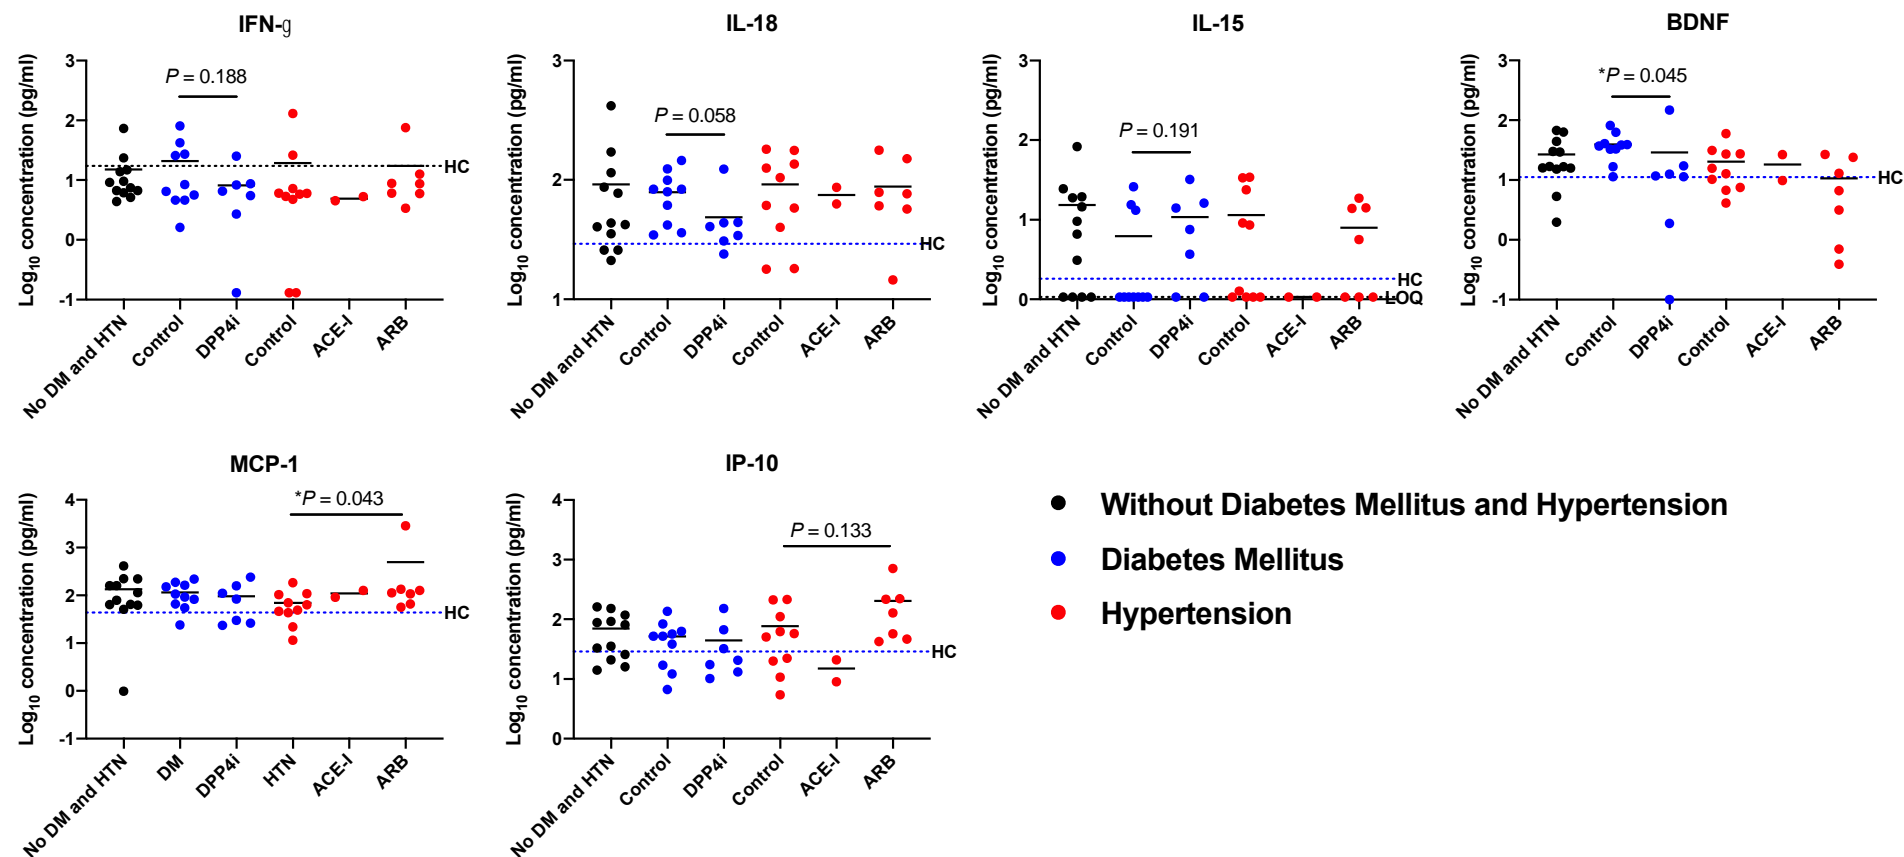 IFN-g
Log10 concentration (pg/ml)
3
2
1
0
-1
P = 0.188
HC
No DM and HTN
Control
DPP4i
Control
ACE-I
ARB
IL-18
Log10 concentration (pg/ml)
3
2
1
P = 0.058
HC
No DM and HTN
Control
DPP4i
Control
ACE-I
ARB
IL-15
Log10 concentration (pg/ml)
3
2
1
0
P = 0.191
HC
LOQ
No DM and HTN
Control
DPP4i
Control
ACE-I
ARB
BDNF
Log10 concentration (pg/ml)
3
2
1
0
-1
*P = 0.045
HC
No DM and HTN
Control
DPP4i
Control
ACE-I
ARB
MCP-1
Log10 concentration (pg/ml)
4
3
2
1
0
-1
*P = 0.043
HC
No DM and HTN
DM
DPP4i
HTN
ACE-I
ARB
IP-10
Log10 concentration (pg/ml)
4
3
2
1
0
P = 0.133
HC
No DM and HTN
Control
DPP4i
Control
ACE-I
ARB
Without Diabetes Mellitus and Hypertension
Diabetes Mellitus
Hypertension